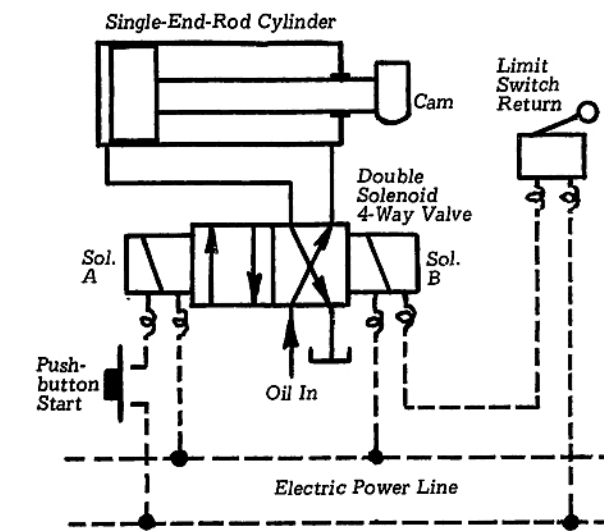 Single-End-Rod Cylinder
Cam
Limit
Switch
Return
Double
Solenoid
4-Way Valve
Sol.
A
Sol.
B
Push-
button
Start
Oil In
Electric Power Line